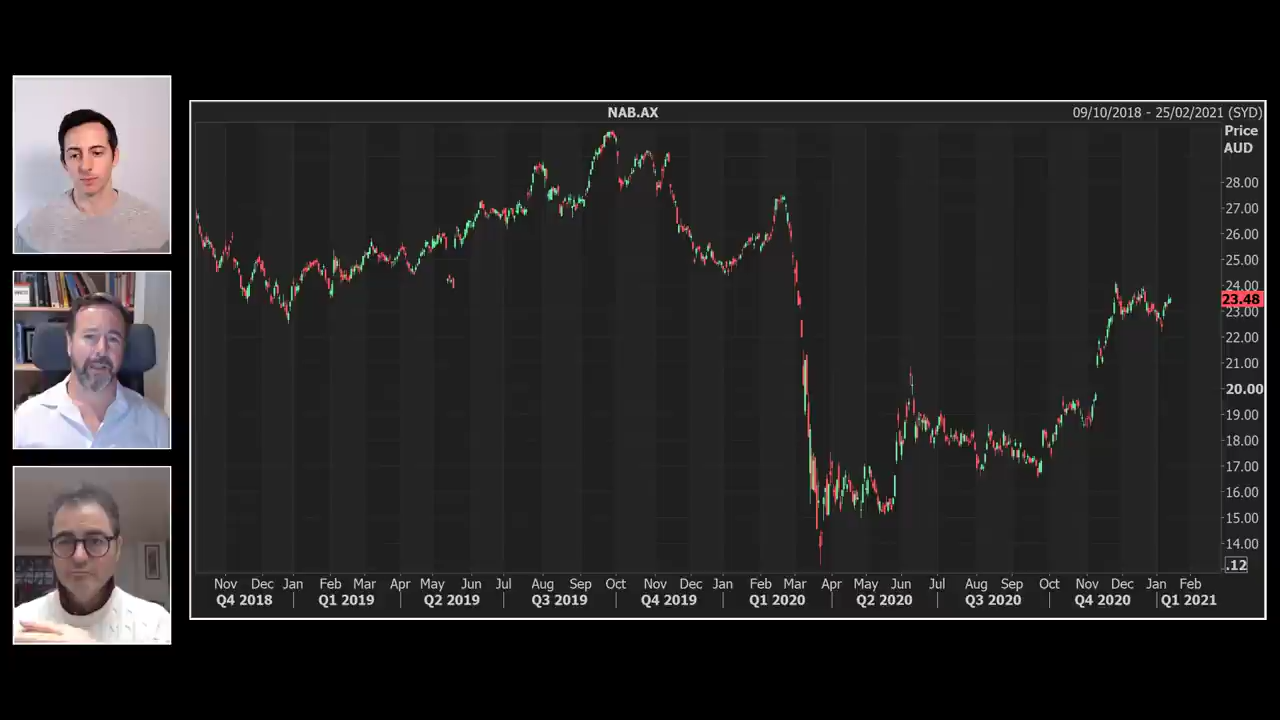 NAB.AX
09/10/2018 - 25/02/2021 (SYD)
Price
AUD
28.00
27.00
26.00
25.00
24.00
23.48
23.00
22.00
21.00
20.00
19.00
18.00
17.00
16.00
15.00
14.00
.12
Nov Dec Jan Feb Mar Apr May Jun Jul Aug Sep Oct Nov Dec Jan Feb Mar Apr May Jun Jul Aug Sep Oct Nov Dec Jan Feb
Q4 2018 Q1 2019 Q2 2019 Q3 2019 Q4 2019 Q1 2020 Q2 2020 Q3 2020 Q4 2020 Q1 2021